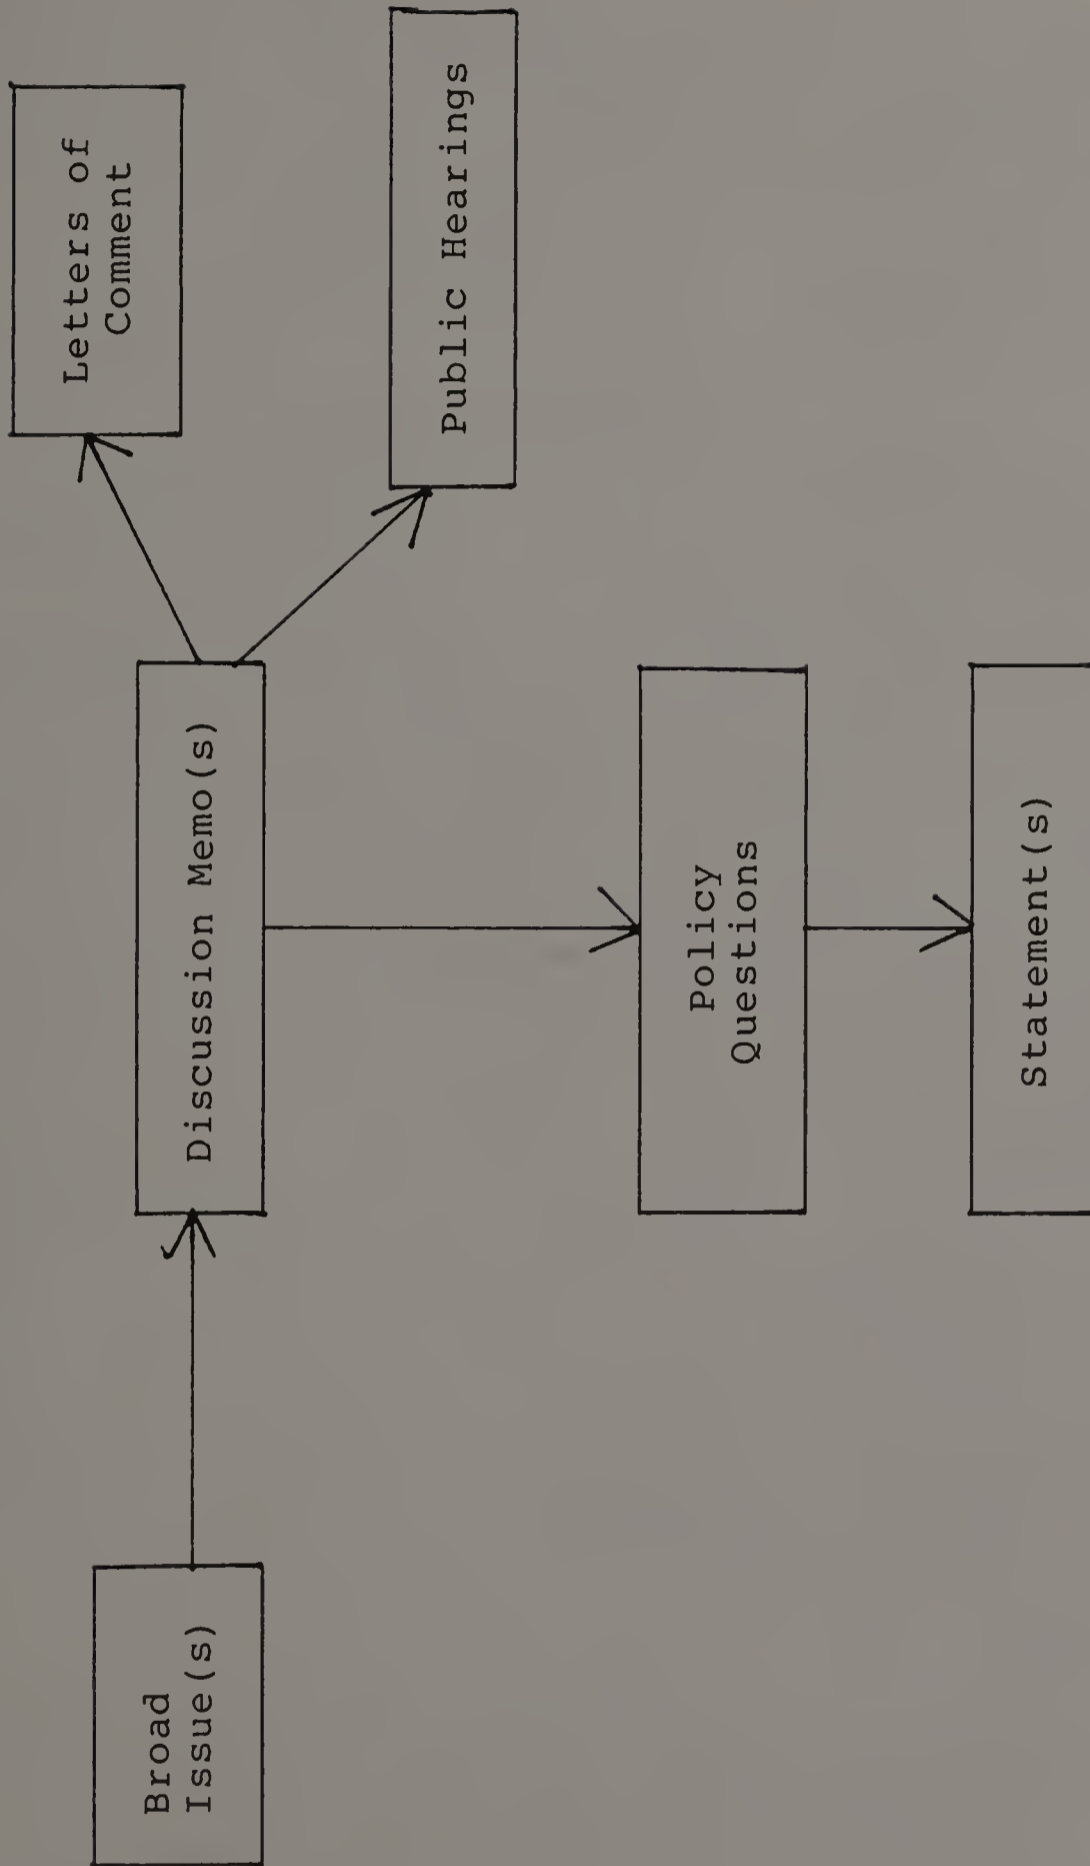 Broad
Issue(s)
Discussion Memo(s)
Letters of
Comment
Public Hearings
Policy
Questions
Statement(s)